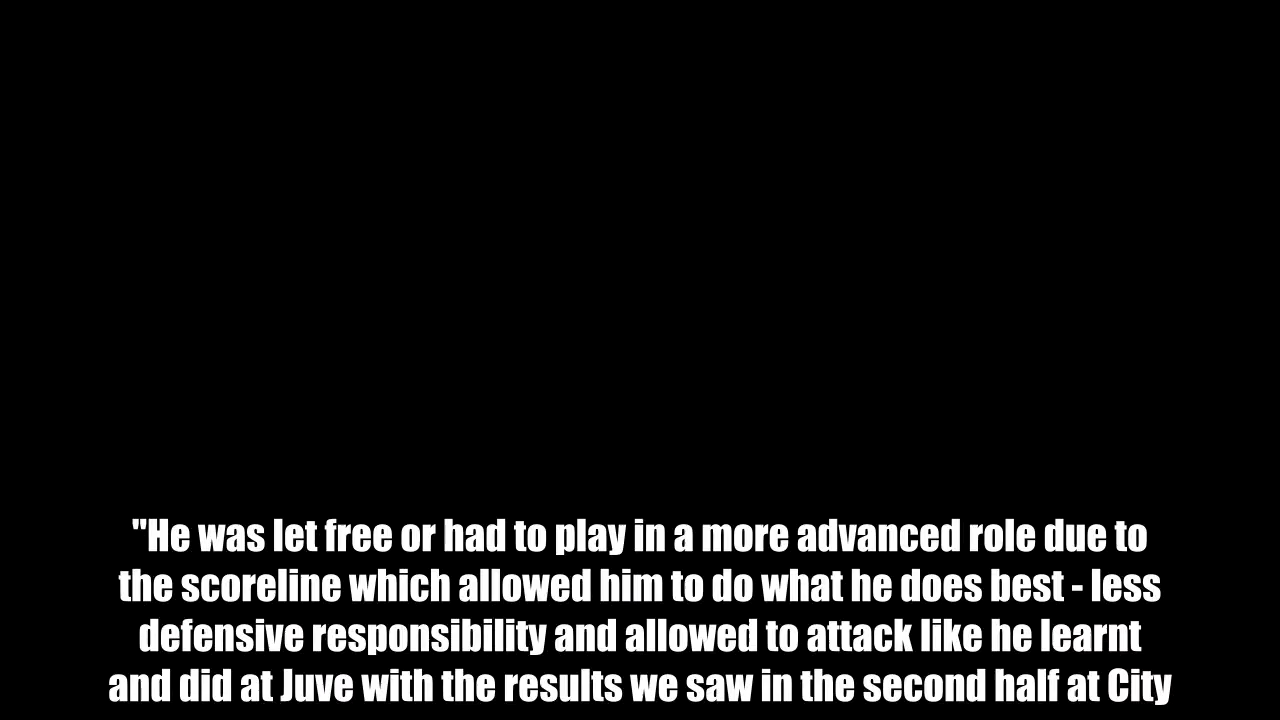 "He was let free or had to play in a more advanced role due to
the scoreline which allowed him to do what he does best - less
defensive responsibility and allowed to attack like he learnt
and did at Juve with the results we saw in the second half at City